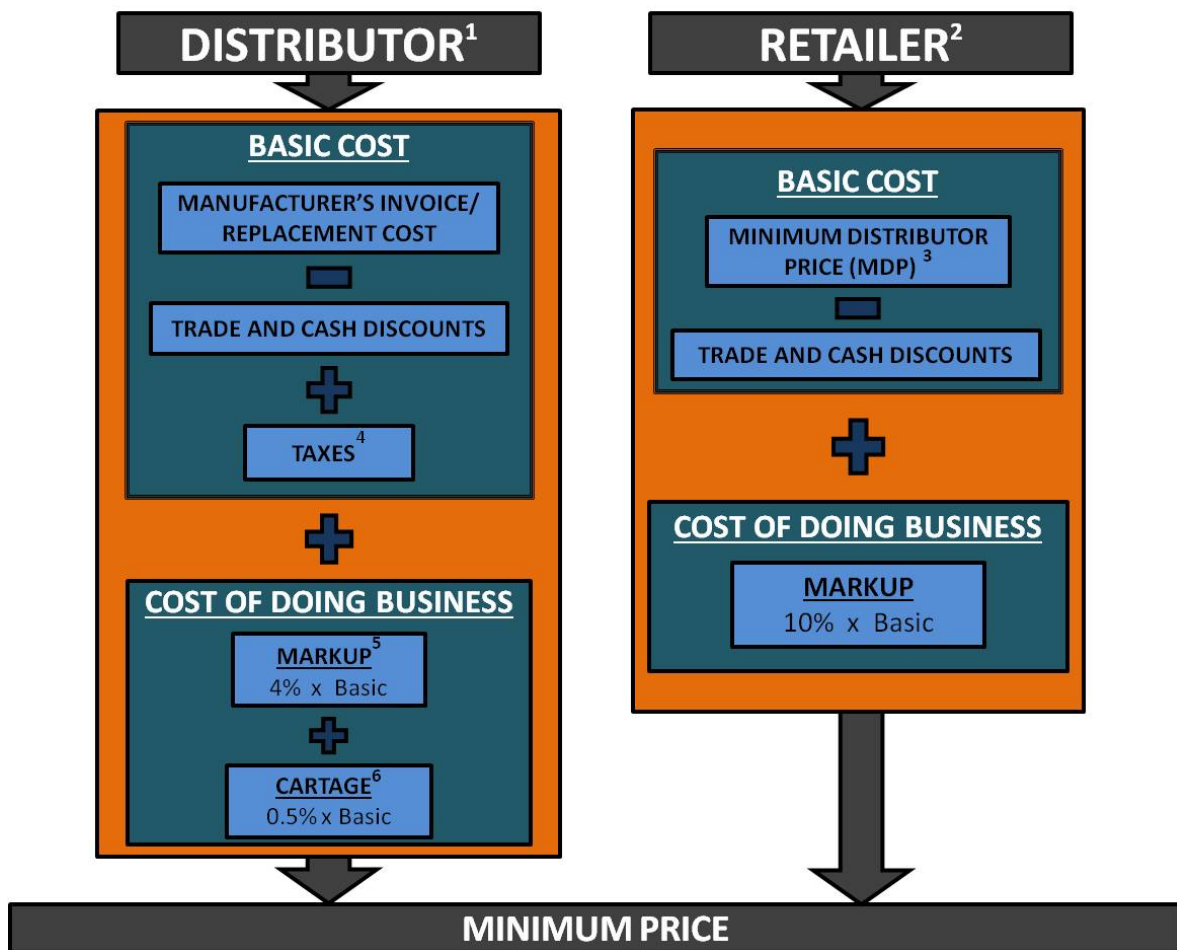 DISTRIBUTOR¹
BASIC COST
MANUFACTURER'S INVOICE/
REPLACEMENT COST
TRADE AND CASH DISCOUNTS
TAXES⁴
COST OF DOING BUSINESS
MARKUP⁵
4% x Basic
CARTAGE⁶
0.5% x Basic
RETAILER²
BASIC COST
MINIMUM DISTRIBUTOR
PRICE (MDP) ³
TRADE AND CASH DISCOUNTS
COST OF DOING BUSINESS
MARKUP
10% x Basic
MINIMUM PRICE